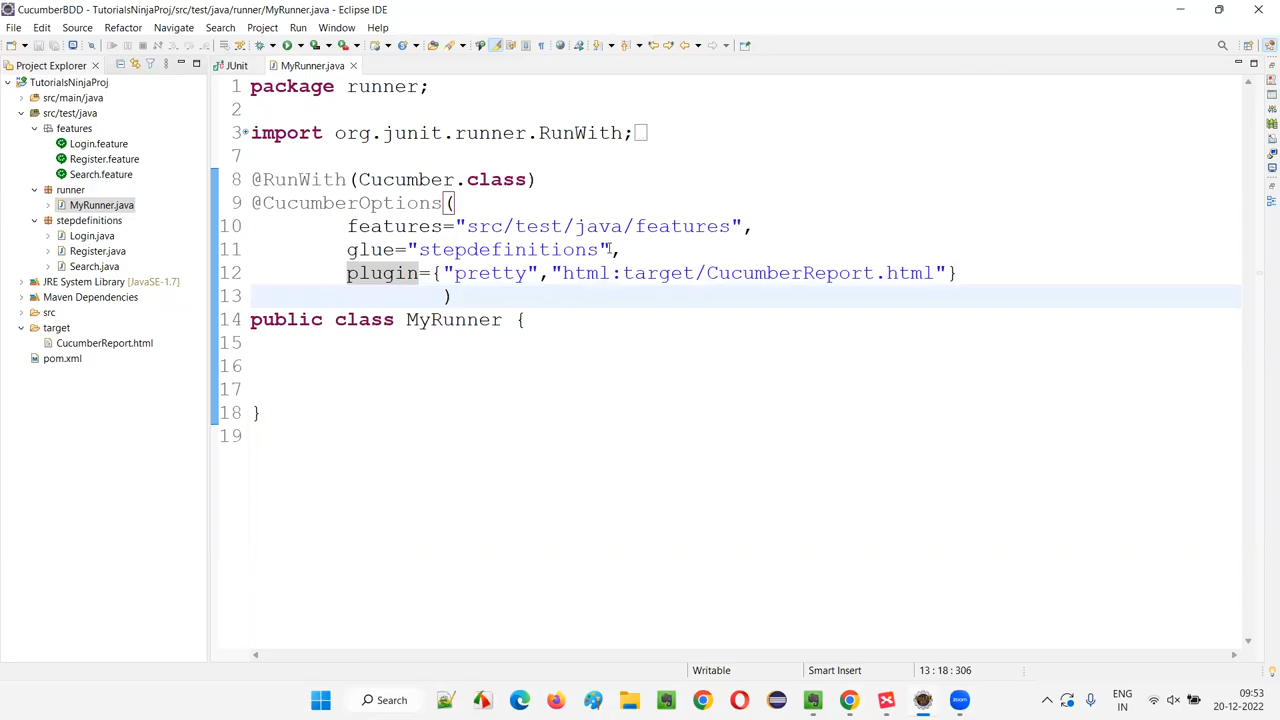 CucumberBDD - TutorialsNinjaProj/src/test/java/runner/MyRunner.java - Eclipse IDE
File Edit Source Refactor Navigate Search Project Run Window Help
Project Explorer
JUnit
MyRunner.java
TutorialsNinjaProj
src/main/java
src/test/java
features
Login.feature
Register.feature
Search.feature
runner
MyRunner.java
stepdefinitions
Login.java
Register.java
Search.java
JRE System Library [JavaSE-1.7]
Maven Dependencies
src
target
CucumberReport.html
pom.xml
1 package runner;
2
3 import org.junit.runner.RunWith;
7
8 @RunWith(Cucumber.class)
9 @CucumberOptions(
10 features="src/test/java/features",
11 glue="stepdefinitions",
12 plugin={"pretty","html:target/CucumberReport.html"}
13 )
14 public class MyRunner {
15
16
17
18 }
19
Writable Smart Insert 13 : 18 : 306
Search
ENG
IN
09:53
20-12-2022